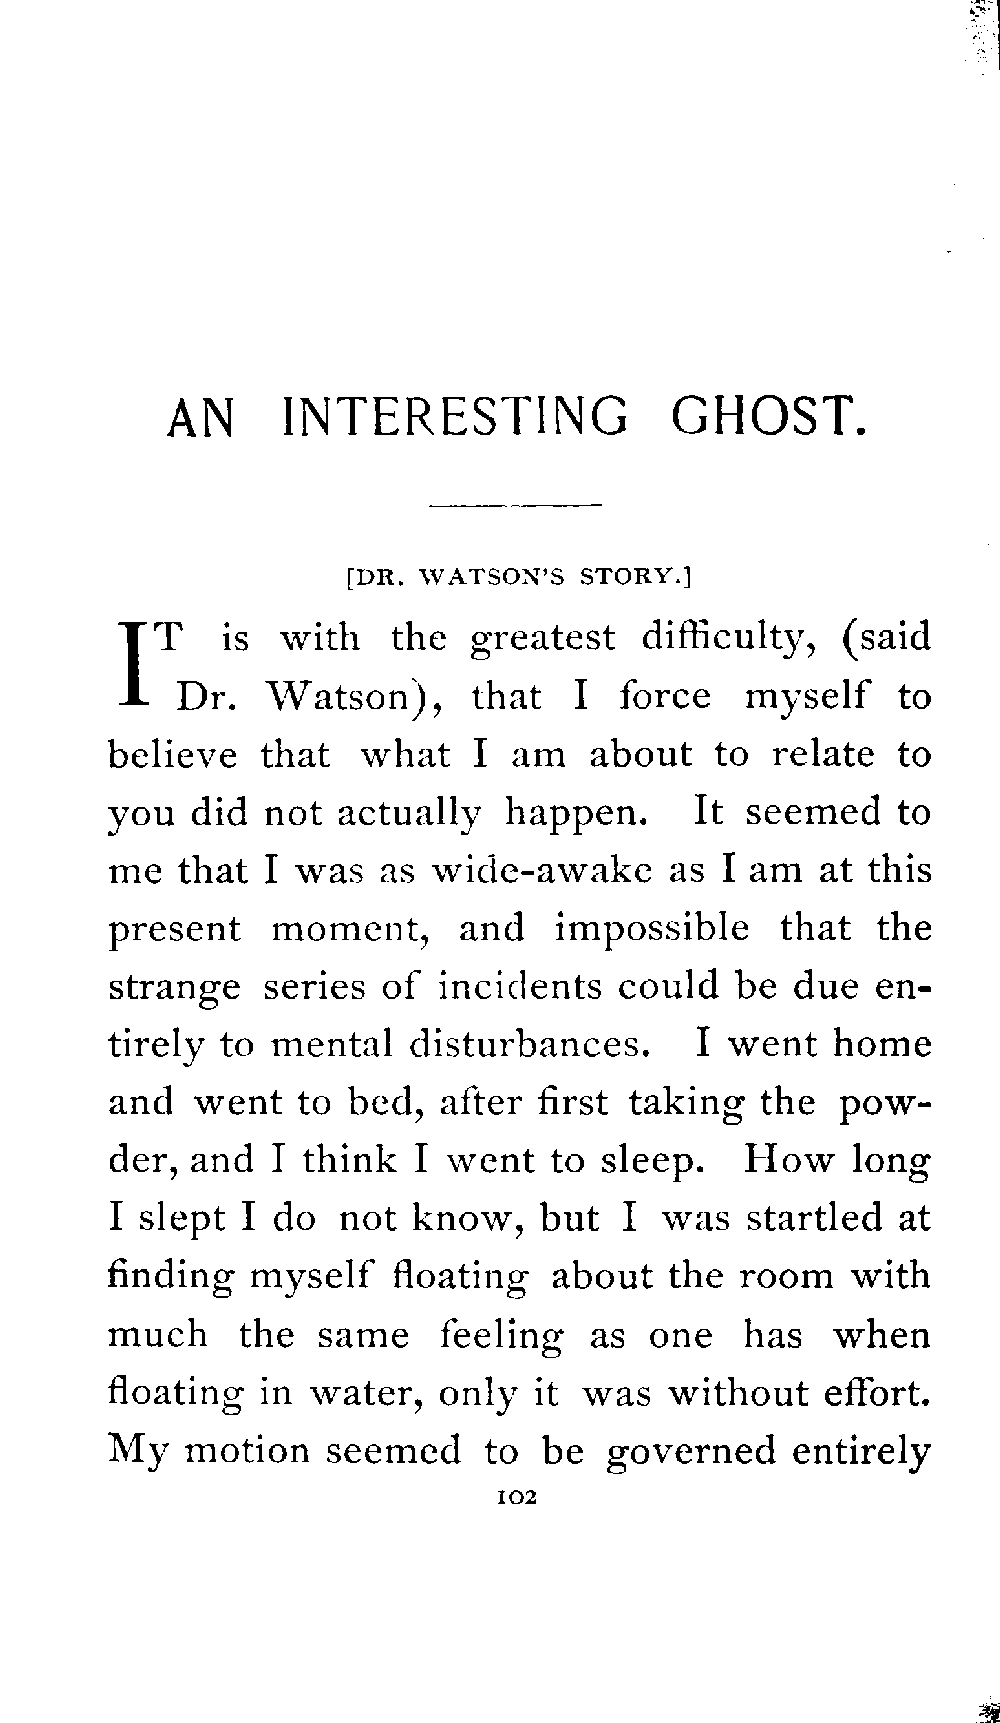 AN INTERESTING GHOST.
[DR. WATSON'S STORY.]
IT is with the greatest difficulty, (said
Dr. Watson), that I force myself to
believe that what I am about to relate to
you did not actually happen. It seemed to
me that I was as wide-awake as I am at this
present moment, and impossible that the
strange series of incidents could be due en-
tirely to mental disturbances. I went home
and went to bed, after first taking the pow-
der, and I think I went to sleep. How long
I slept I do not know, but I was startled at
finding myself floating about the room with
much the same feeling as one has when
floating in water, only it was without effort.
My motion seemed to be governed entirely
102